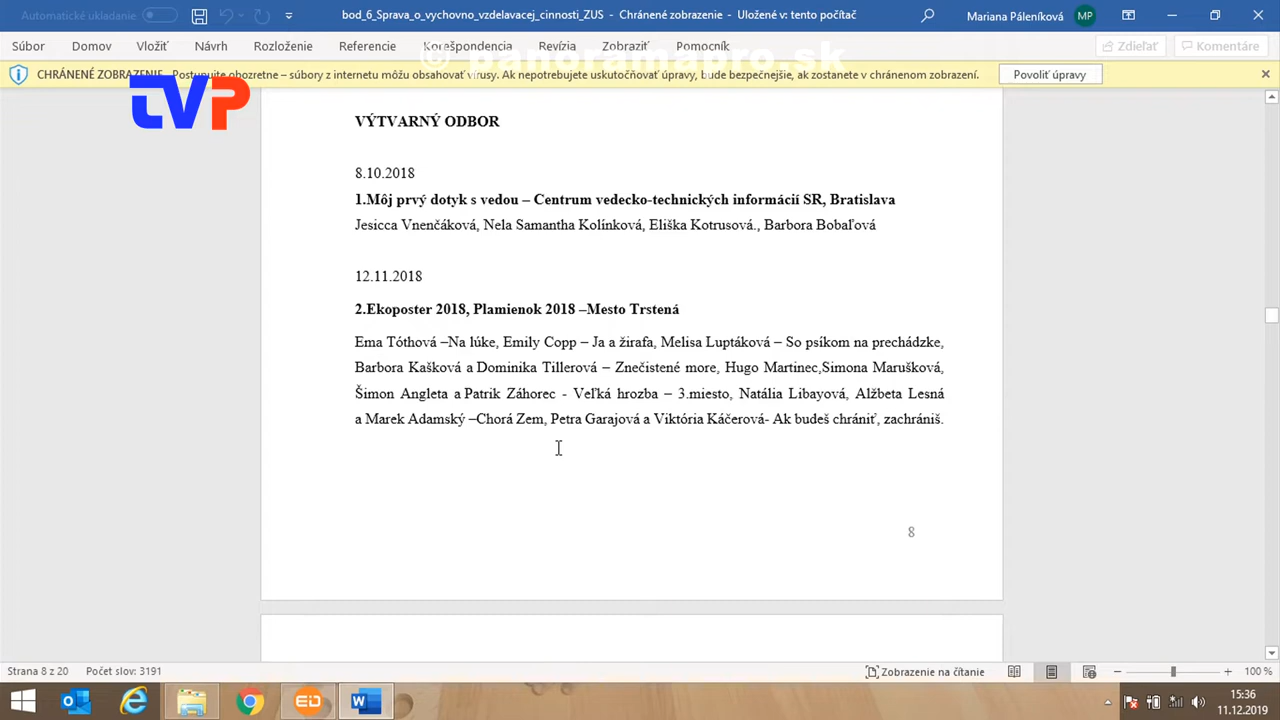 Automatické ukladanie
bod_6_Sprava_o_vychovno_vzdelavacej_cinnosti_ZUS - Chránené zobrazenie - Uložené v: tento počítač
Mariana Páleníková MP
Súbor Domov Vložiť Návrh Rozloženie Referencie Korešpondencia Revízia Zobraziť Pomocník Zdieľať Komentáre
© panoramapro.sk
CHRÁNENÉ ZOBRAZENIE Postupujte obozretne – súbory z internetu môžu obsahovať vírusy. Ak nepotrebujete uskutočňovať úpravy, bude bezpečnejšie, ak zostanete v chránenom zobrazení. Povoliť úpravy
TVP
VÝTVARNÝ ODBOR
8.10.2018
1.Môj prvý dotyk s vedou – Centrum vedecko-technických informácií SR, Bratislava
Jesicca Vnenčáková, Nela Samantha Kolínková, Eliška Kotrusová., Barbora Bobaľová
12.11.2018
2.Ekoposter 2018, Plamienok 2018 –Mesto Trstená
Ema Tóthová –Na lúke, Emily Copp – Ja a žirafa, Melisa Luptáková – So psíkom na prechádzke,
Barbora Kašková a Dominika Tillerová – Znečistené more, Hugo Martinec,Simona Marušková,
Šimon Angleta a Patrik Záhorec - Veľká hrozba – 3.miesto, Natália Libayová, Alžbeta Lesná
a Marek Adamský –Chorá Zem, Petra Garajová a Viktória Káčerová- Ak budeš chrániť, zachrániš.
8
Strana 8 z 20 Počet slov: 3191 Zobrazenie na čítanie 100 %
15:36
11.12.2019